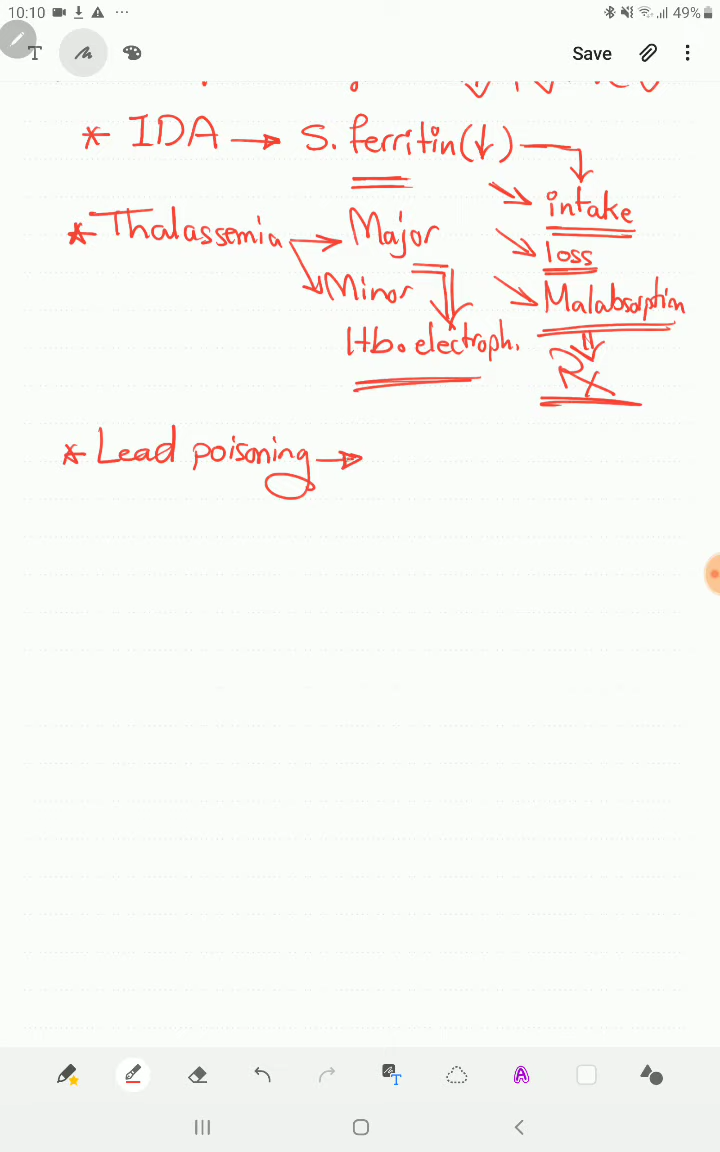 10:10 49%
T Save
* IDA → S. ferritin(↓)
intake
* Thalassemia → Major
loss
Minor
Malabsorption
Hb. electroph.
Rx
* Lead poisoning →
T
A